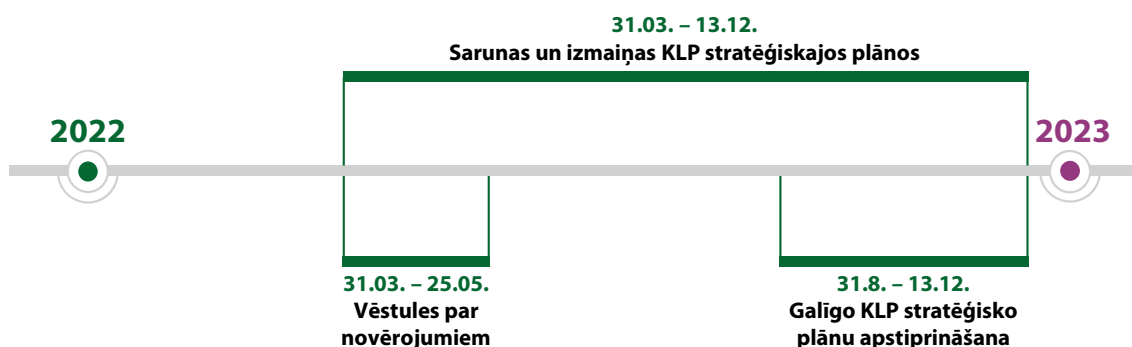 31.03. – 13.12.
Sarunas un izmaiņas KLP stratēģiskajos plānos
2022
2023
31.03. – 25.05.
Vēstules par
novērojumiem
31.8. – 13.12.
Galīgo KLP stratēģisko
plānu apstiprināšana